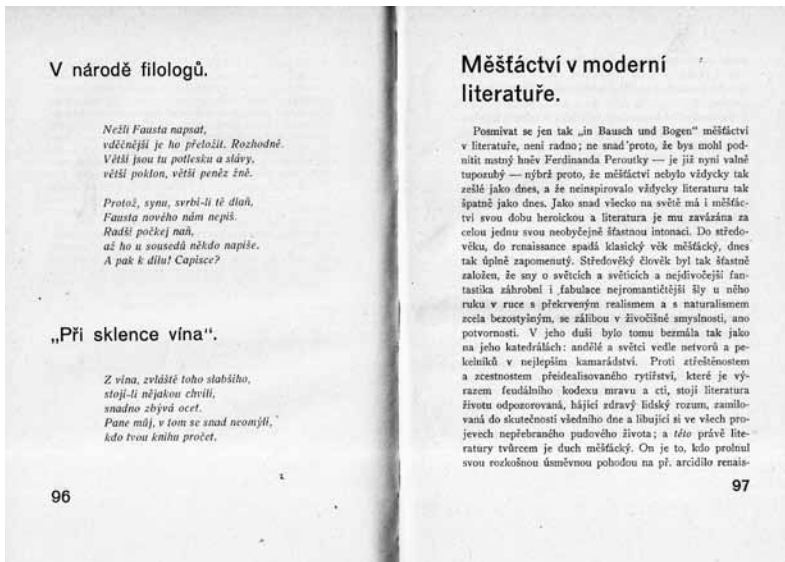 V národě filologů.
Nežli Fausta napsat,
vděčnější je ho přeložit. Rozhodně.
Větší jsou tu potlesku a slávy,
větší poklon, větší peněz žně.
Protož, synu, svrbí-li tě dlaň,
Fausta nového nám nepiš.
Radši počkej naň,
až ho u sousedů někdo napíše.
A pak k dílu! Capisce?
„Při sklence vína“.
Z vína, zvláště toho slabšího,
stojí-li nějakou chvíli,
snadno zbývá ocet.
Pane můj, v tom se snad neomýlí,
kdo tvou knihu pročet.
96
Měšťáctví v moderní
literatuře.
Posmívat se jen tak „in Bausch und Bogen“ měšťáctví
v literatuře, není radno; ne snad proto, že bys mohl pod-
nítit mstný hněv Ferdinanda Peroutky — je již nyní valně
tupozubý — nýbrž proto, že měšťáctví nebylo vždycky tak
zešlé jako dnes, a že neinspirovalo vždycky literaturu tak
špatně jako dnes. Jako snad všecko na světě má i měšťác-
tví svou dobu heroickou a literatura je mu zavázána za
celou jednu svou neobyčejně šťastnou intonaci. Do středo-
věku, do renaissance spadá klasický věk měšťácký, dnes
tak úplně zapomenutý. Středověký člověk byl tak šťastně
založen, že sny o světcích a světicích a nejdivočejší fan-
tastika záhrobní i fabulace nejromantičtější šly u něho
ruku v ruce s překrveným realismem a s naturalismem
zcela bezostyšným, se zálibou v živočišné smyslnosti, ano
potvornosti. V jeho duši bylo tomu bezmála tak jako
na jeho katedrálách: andělé a světci vedle netvorů a pe-
kelníků v nejlepším kamarádství. Proti ztřeštěnostem
a zcestnostem přeidealisovaného rytířství, které je vý-
razem feudálního kodexu mravu a cti, stojí literatura
životu odpozorovaná, hájící zdravý lidský rozum, zamilo-
vaná do skutečnosti všedního dne a libující si ve všech pro-
jevech nepřebraného pudového života; a této právě lite-
ratury tvůrcem je duch měšťácký. On je to, kdo prolnul
svou rozkošnou úsměvnou pohodou na př. arcidílo renais-
97